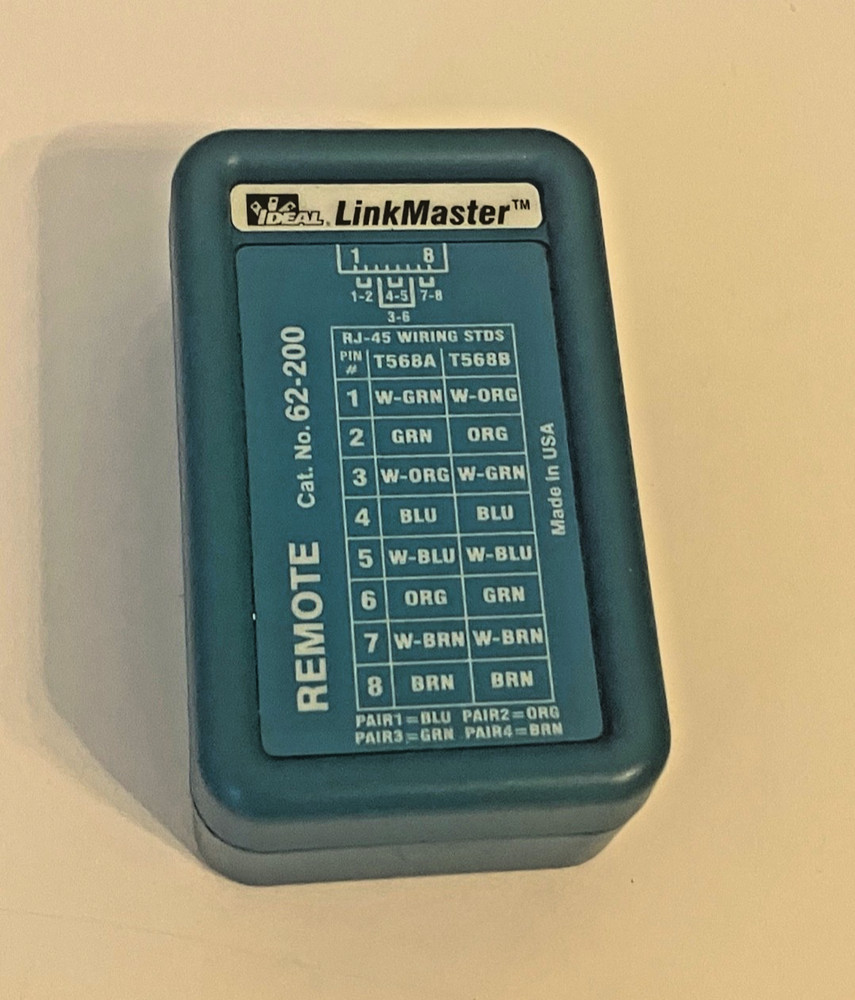 IDEAL® LinkMaster™
1 8
1-2 4-5 7-8
3-6
RJ-45 WIRING STDS
PIN # T568A T568B
1 W-GRN W-ORG
2 GRN ORG
3 W-ORG W-GRN
4 BLU BLU
5 W-BLU W-BLU
6 ORG GRN
7 W-BRN W-BRN
8 BRN BRN
PAIR1=BLU PAIR2=ORG
PAIR3=GRN PAIR4=BRN
REMOTE Cat. No. 62-200
Made In USA